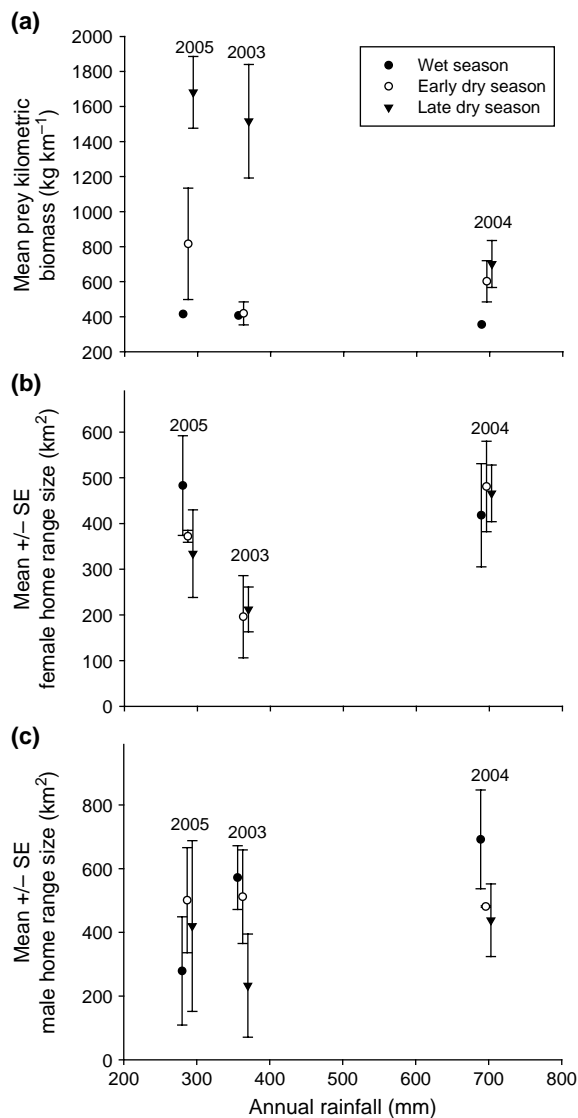 (a)
2000
1800
1600
1400
1200
1000
800
600
400
200
Mean prey kilometric
biomass (kg km−1)
2005
2003
2004
Wet season
Early dry season
Late dry season
(b)
600
500
400
300
200
100
0
Mean +/− SE
female home range size (km2)
2005
2003
2004
(c)
800
600
400
200
0
Mean +/− SE
male home range size (km2)
2005
2003
2004
200 300 400 500 600 700 800
Annual rainfall (mm)